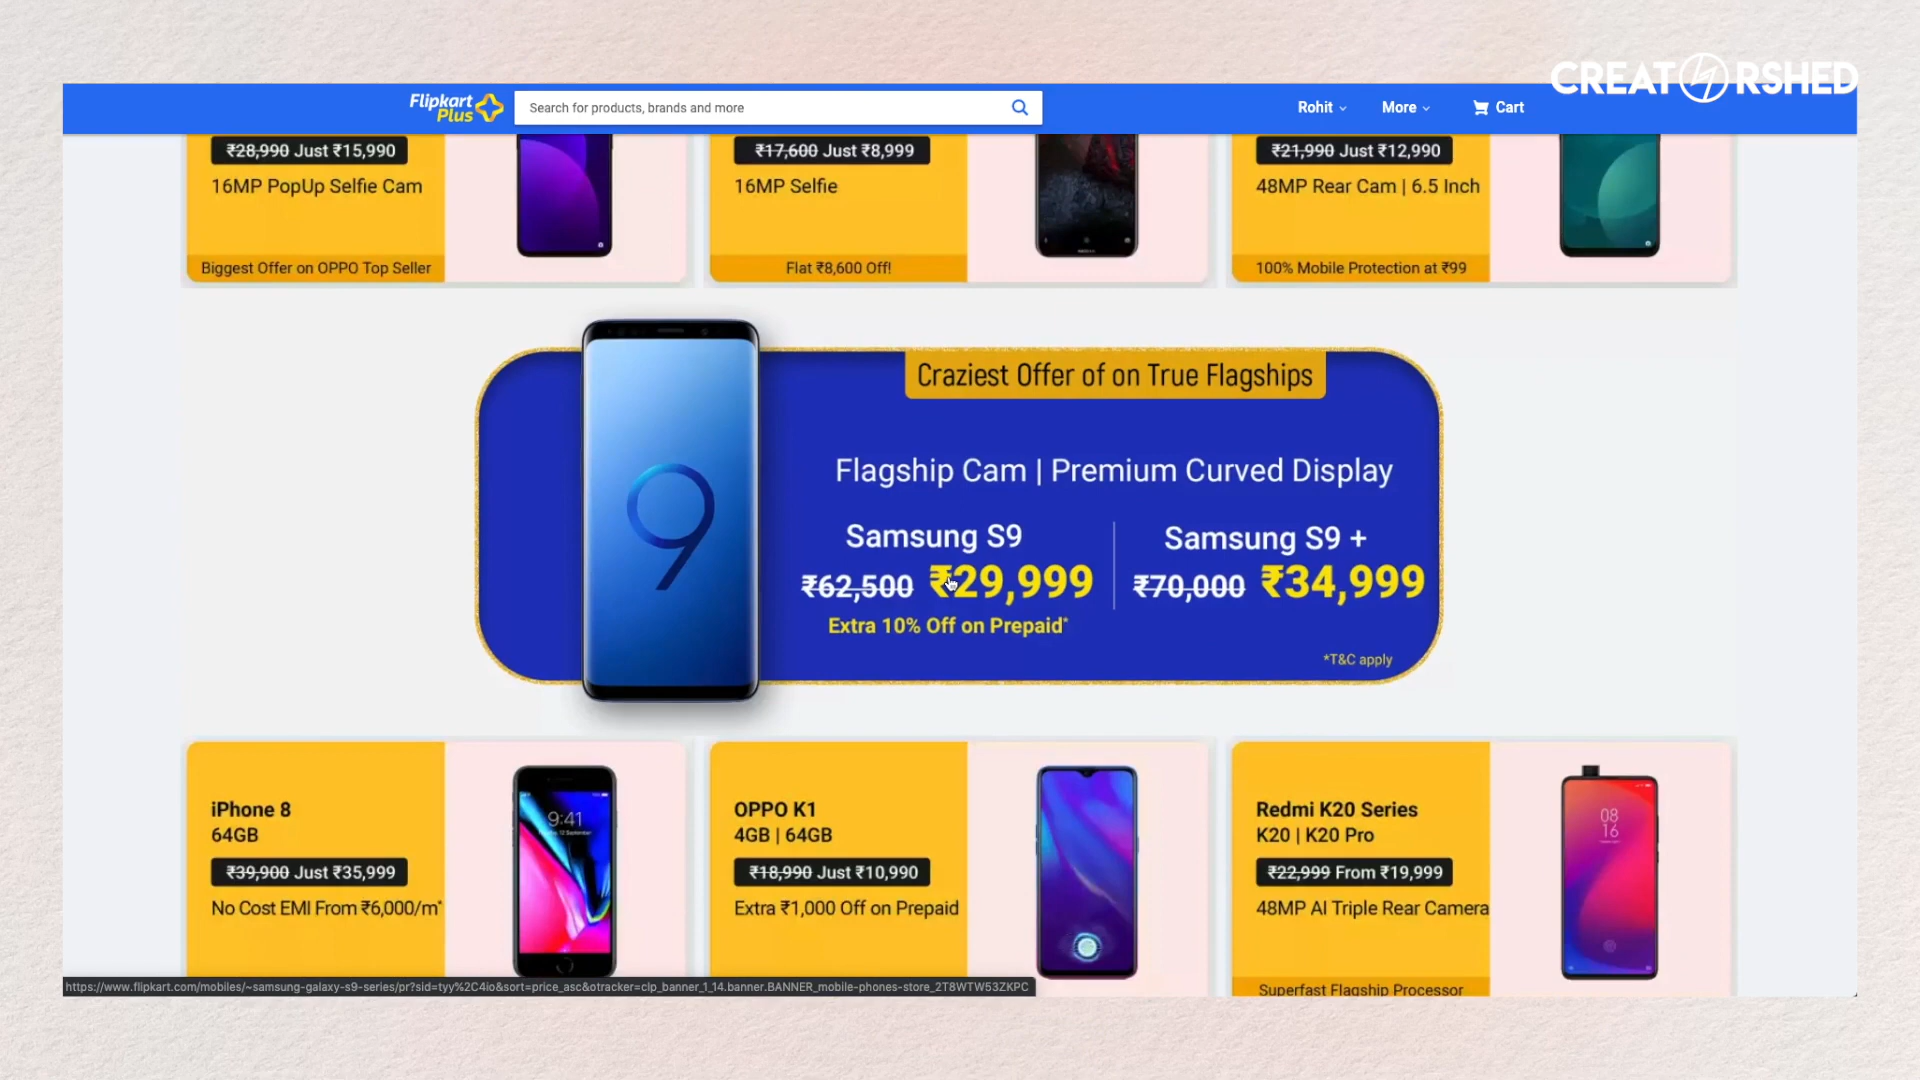 CREATORSHED
Flipkart
Plus
Search for products, brands and more
Rohit
More
Cart
₹28,990 Just ₹15,990
16MP PopUp Selfie Cam
Biggest Offer on OPPO Top Seller
₹17,600 Just ₹8,999
16MP Selfie
Flat ₹8,600 Off!
₹21,990 Just ₹12,990
48MP Rear Cam | 6.5 Inch
100% Mobile Protection at ₹99
Craziest Offer of on True Flagships
Flagship Cam | Premium Curved Display
9
Samsung S9
₹62,500 ₹29,999
Extra 10% Off on Prepaid*
Samsung S9 +
₹70,000 ₹34,999
*T&C apply
iPhone 8
64GB
₹39,900 Just ₹35,999
No Cost EMI From ₹6,000/m*
9:41
OPPO K1
4GB | 64GB
₹18,990 Just ₹10,990
Extra ₹1,000 Off on Prepaid
Redmi K20 Series
K20 | K20 Pro
₹22,999 From ₹19,999
48MP AI Triple Rear Camera
Superfast Flagship Processor
08
16
https://www.flipkart.com/mobiles/~samsung-galaxy-s9-series/pr?sid=tyy%2C4io&sort=price_asc&otracker=clp_banner_1_14.banner.BANNER_mobile-phones-store_2T8WTW53ZKPC